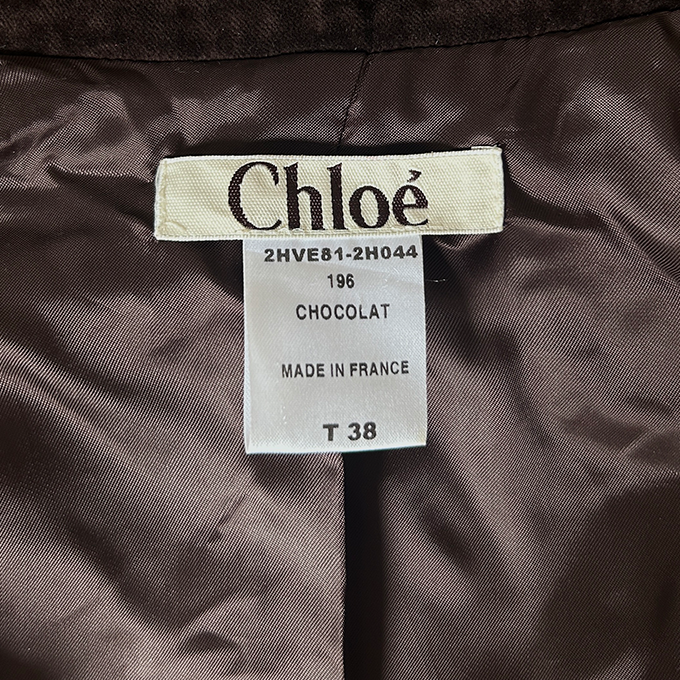 Chloé
2HVE81-2H044
196
CHOCOLAT
MADE IN FRANCE
T 38